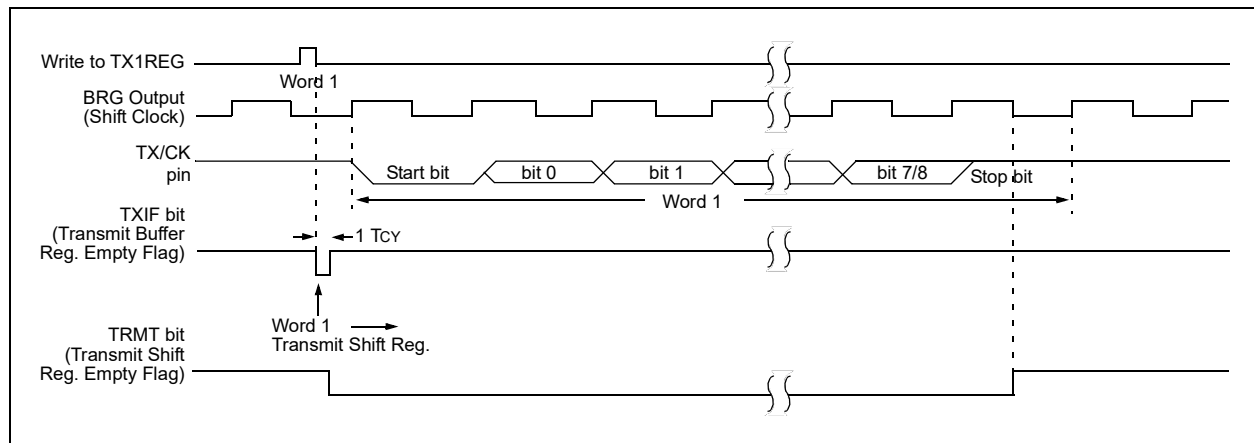 Write to TX1REG
Word 1
BRG Output
(Shift Clock)
TX/CK
pin
Start bit
bit 0
bit 1
bit 7/8
Stop bit
Word 1
TXIF bit
(Transmit Buffer
Reg. Empty Flag)
1 TCY
Word 1
Transmit Shift Reg.
TRMT bit
(Transmit Shift
Reg. Empty Flag)